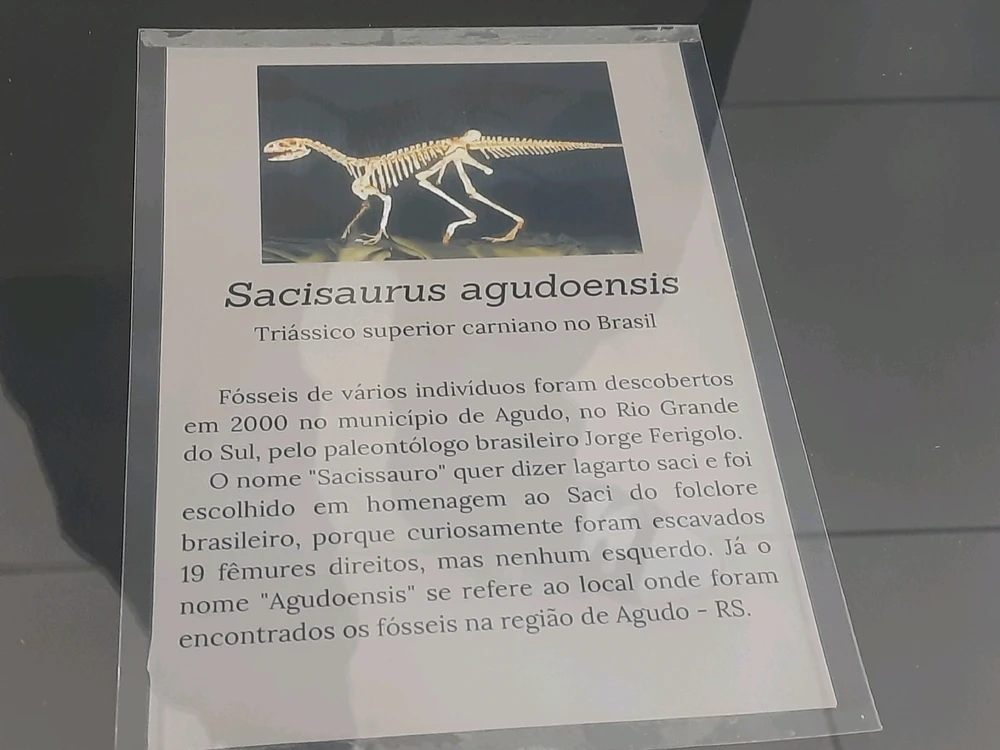 Sacisaurus agudoensis
Triássico superior carniano no Brasil
Fósseis de vários indivíduos foram descobertos
em 2000 no município de Agudo, no Rio Grande
do Sul, pelo paleontólogo brasileiro Jorge Ferigolo.
O nome "Sacissauro" quer dizer lagarto saci e foi
escolhido em homenagem ao Saci do folclore
brasileiro, porque curiosamente foram escavados
19 fêmures direitos, mas nenhum esquerdo. Já o
nome "Agudoensis" se refere ao local onde foram
encontrados os fósseis na região de Agudo - RS.